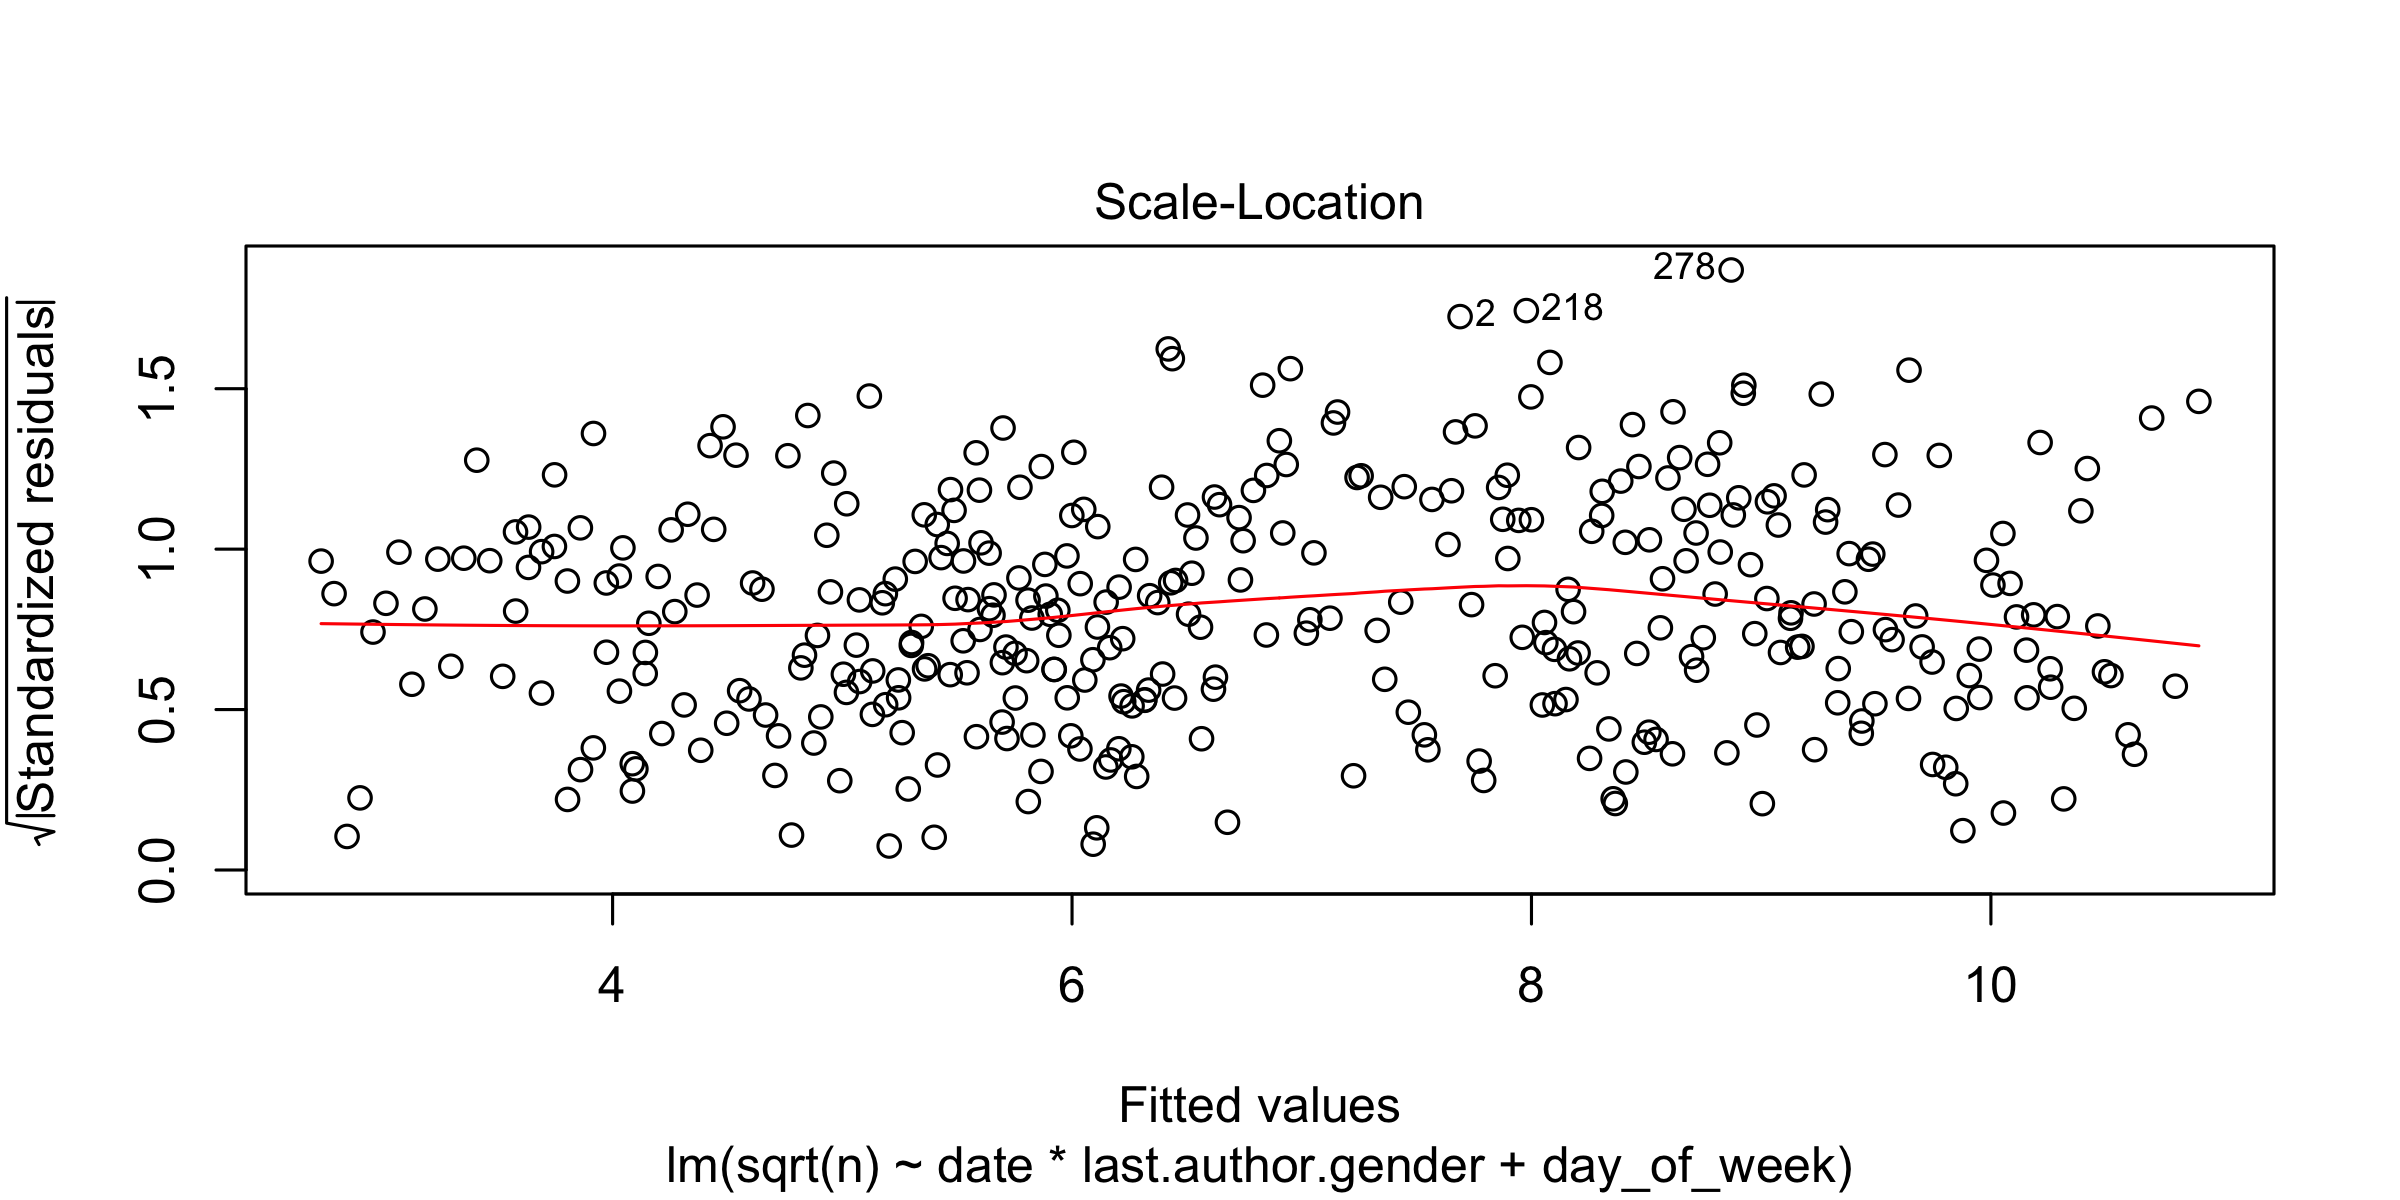 Scale-Location
√|Standardized residuals|
0.0 0.5 1.0 1.5
278
2
218
4 6 8 10
Fitted values
lm(sqrt(n) ~ date * last.author.gender + day_of_week)